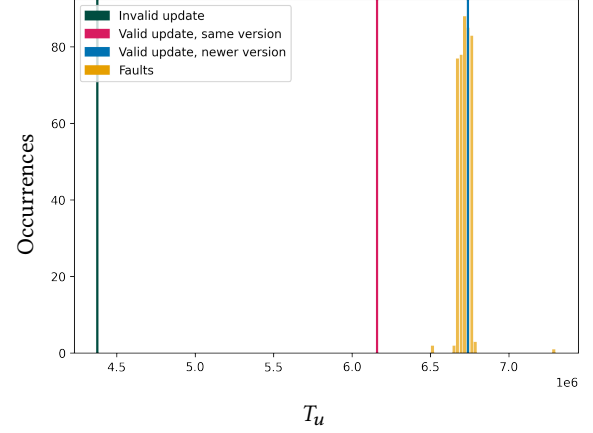 Invalid update
Valid update, same version
Valid update, newer version
Faults
80
60
40
20
0
Occurrences
4.5 5.0 5.5 6.0 6.5 7.0
1e6
Tu